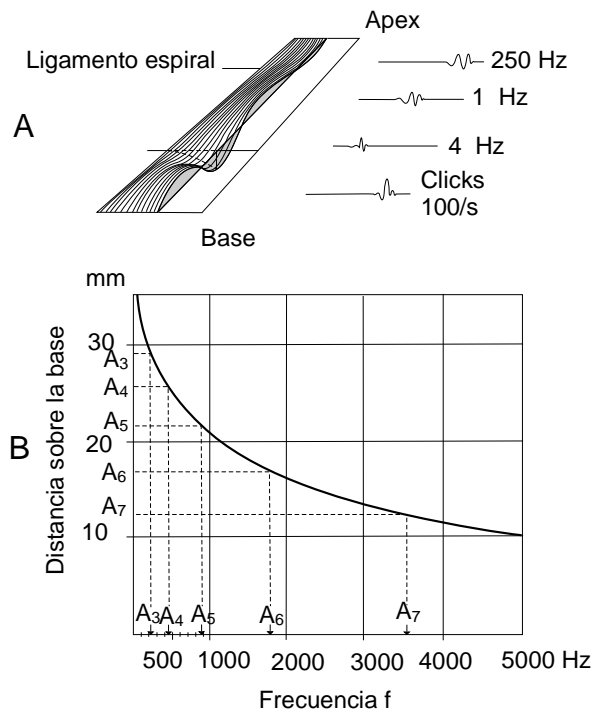 Apex
Ligamento espiral
250 Hz
1 Hz
A
4 Hz
Clicks
100/s
Base
mm
30
A3
A4
A5
20
A6
A7
10
B
Distancia sobre la base
A3 A4 A5 A6 A7
500 1000 2000 3000 4000 5000 Hz
Frecuencia f